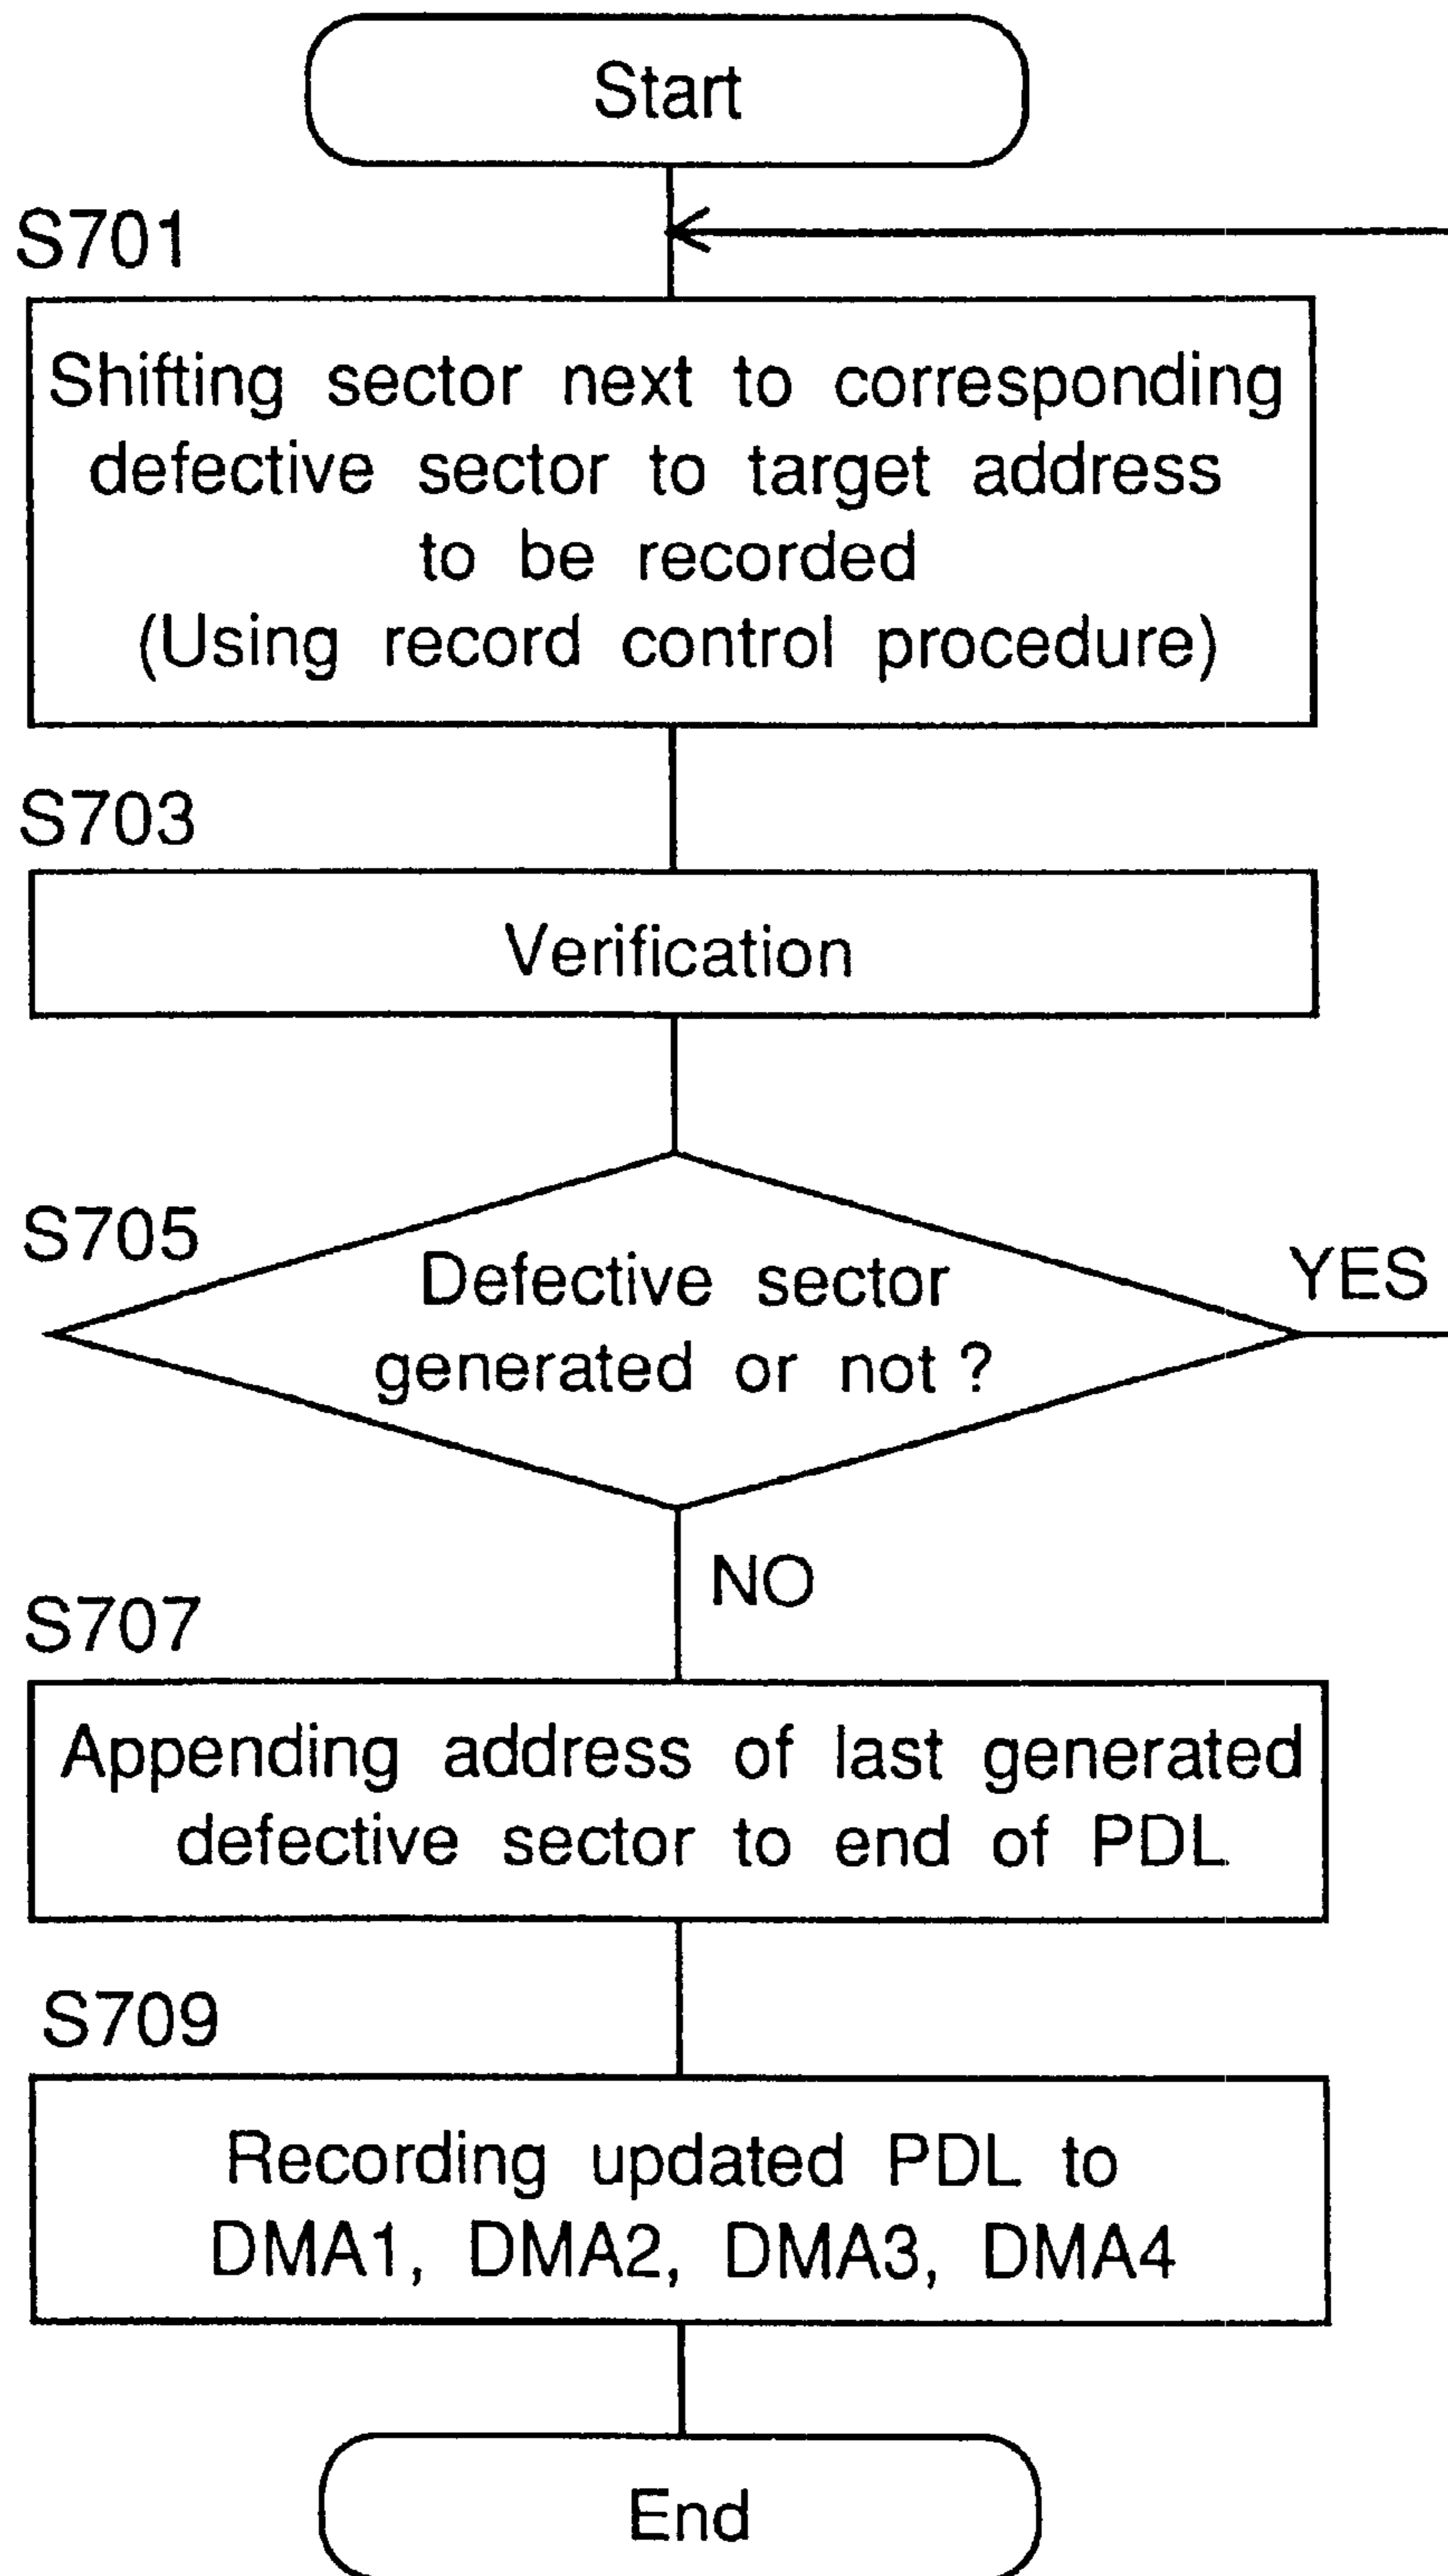 Start
S701
Shifting sector next to corresponding
defective sector to target address
to be recorded
(Using record control procedure)
S703
Verification
S705
Defective sector
generated or not ?
YES
NO
S707
Appending address of last generated
defective sector to end of PDL
S709
Recording updated PDL to
DMA1, DMA2, DMA3, DMA4
End